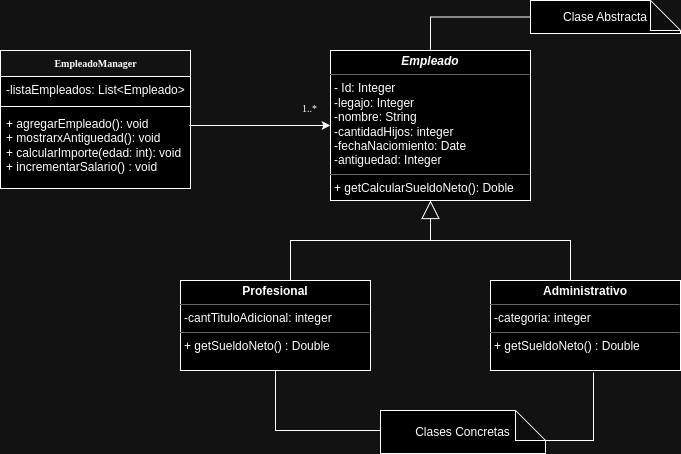 Clase Abstracta
EmpleadoManager
-listaEmpleados: List<Empleado>
+ agregarEmpleado(): void
+ mostrarxAntiguedad(): void
+ calcularImporte(edad: int): void
+ incrementarSalario() : void
1..*
Empleado
- Id: Integer
-legajo: Integer
-nombre: String
-cantidadHijos: integer
-fechaNaciomiento: Date
-antiguedad: Integer
+ getCalcularSueldoNeto(): Doble
Profesional
-cantTituloAdicional: integer
+ getSueldoNeto() : Double
Administrativo
-categoria: integer
+ getSueldoNeto() : Double
Clases Concretas